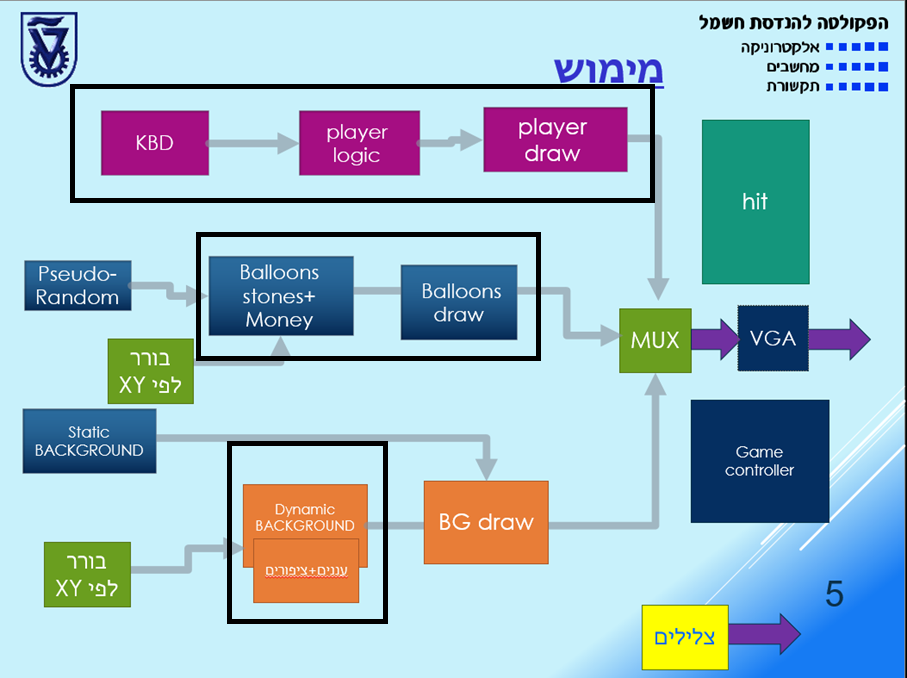 הפקולטה להנדסת חשמל
אלקטרוניקה
מחשבים
תקשורת
מימוש
KBD
player
logic
player
draw
hit
Pseudo-
Random
Balloons
stones+
Money
Balloons
draw
בורר
לפי XY
MUX
VGA
Static
BACKGROUND
Dynamic
BACKGROUND
עננים+ציפורים
BG draw
Game
controller
בורר
לפי XY
5
צלילים